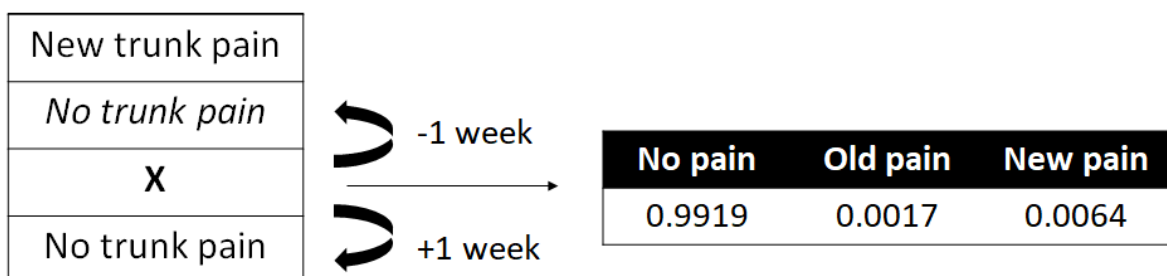 New trunk pain
No trunk pain
X
No trunk pain
-1 week
+1 week
No pain Old pain New pain
0.9919 0.0017 0.0064